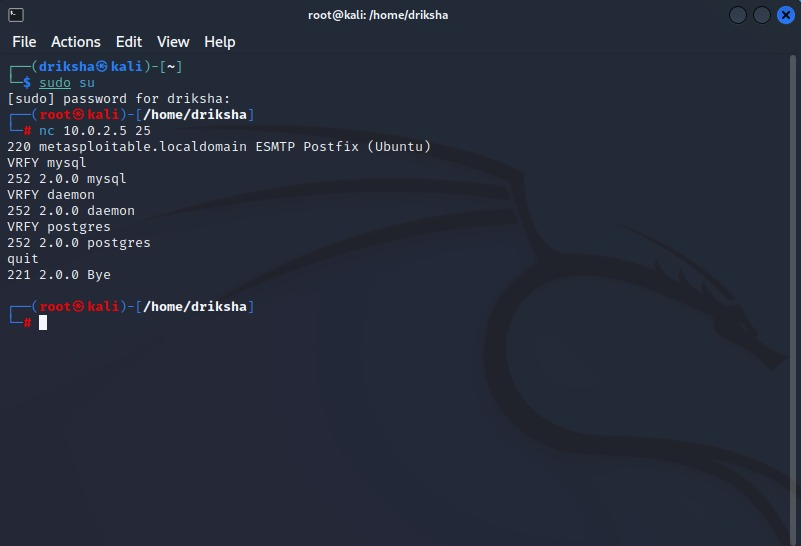 root@kali: /home/driksha
File Actions Edit View Help
┌──(driksha㉿kali)-[~]
└─$ sudo su
[sudo] password for driksha:
┌──(root㉿kali)-[/home/driksha]
└─# nc 10.0.2.5 25
220 metasploitable.localdomain ESMTP Postfix (Ubuntu)
VRFY mysql
252 2.0.0 mysql
VRFY daemon
252 2.0.0 daemon
VRFY postgres
252 2.0.0 postgres
quit
221 2.0.0 Bye
┌──(root㉿kali)-[/home/driksha]
└─#